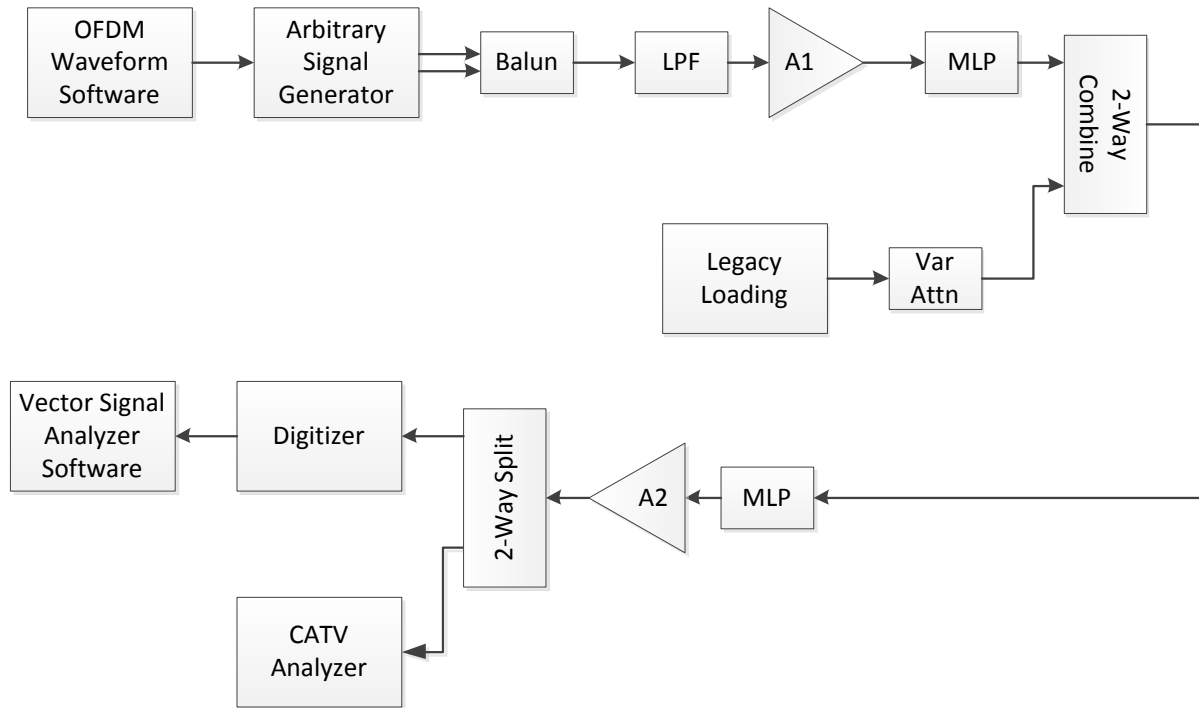 OFDM
Waveform
Software
Arbitrary
Signal
Generator
Balun
LPF
A1
MLP
2-Way
Combine
Legacy
Loading
Var
Attn
Vector Signal
Analyzer
Software
Digitizer
2-Way Split
A2
MLP
CATV
Analyzer